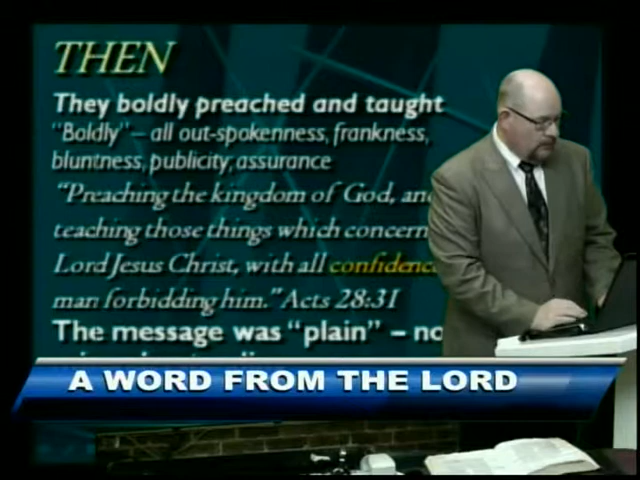 THEN
They boldly preached and taught
"Boldly" – all out-spokenness, frankness,
bluntness, publicity, assurance
"Preaching the kingdom of God, and
teaching those things which concern
Lord Jesus Christ, with all confidence
man forbidding him." Acts 28:31
The message was "plain" – no
A WORD FROM THE LORD